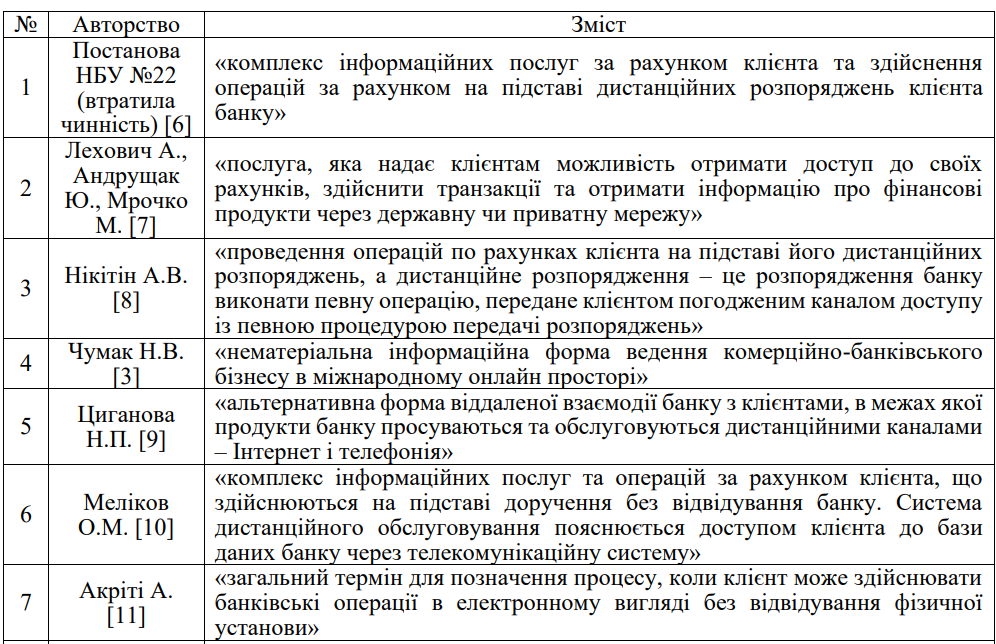 № Авторство Зміст
1
Постанова
НБУ №22
(втратила
чинність) [6]
«комплекс інформаційних послуг за рахунком клієнта та здійснення
операцій за рахунком на підставі дистанційних розпоряджень клієнта
банку»
2
Лехович А.,
Андрущак
Ю., Мрочко
М. [7]
«послуга, яка надає клієнтам можливість отримати доступ до своїх
рахунків, здійснити транзакції та отримати інформацію про фінансові
продукти через державну чи приватну мережу»
3
Нікітін А.В.
[8]
«проведення операцій по рахунках клієнта на підставі його дистанційних
розпоряджень, а дистанційне розпорядження – це розпорядження банку
виконати певну операцію, передане клієнтом погодженим каналом доступу
із певною процедурою передачі розпоряджень»
4
Чумак Н.В.
[3]
«нематеріальна інформаційна форма ведення комерційно-банківського
бізнесу в міжнародному онлайн просторі»
5
Циганова
Н.П. [9]
«альтернативна форма віддаленої взаємодії банку з клієнтами, в межах якої
продукти банку просуваються та обслуговуються дистанційними каналами
– Інтернет і телефонія»
6
Меліков
О.М. [10]
«комплекс інформаційних послуг та операцій за рахунком клієнта, що
здійснюються на підставі доручення без відвідування банку. Система
дистанційного обслуговування пояснюється доступом клієнта до бази
даних банку через телекомунікаційну систему»
7
Акріті А.
[11]
«загальний термін для позначення процесу, коли клієнт може здійснювати
банківські операції в електронному вигляді без відвідування фізичної
установи»